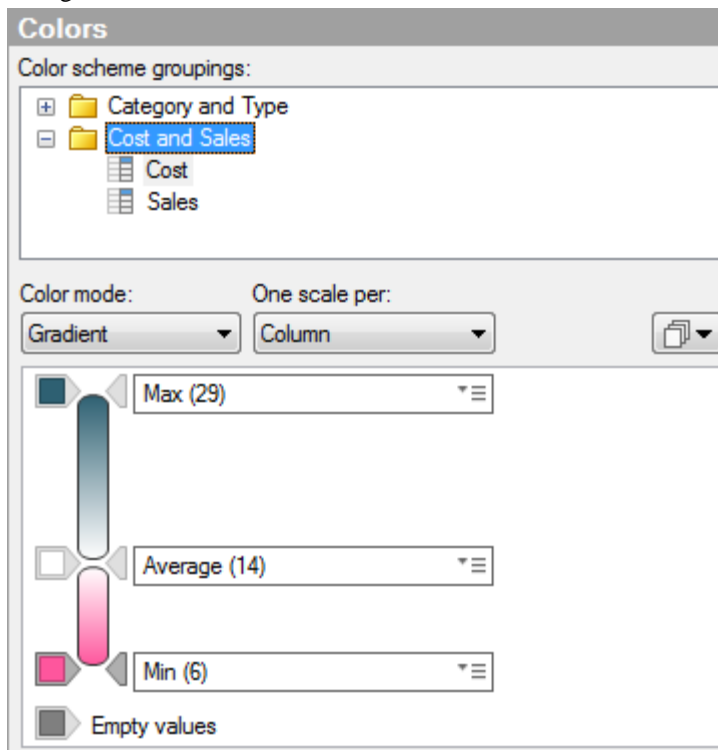 Colors
Color scheme groupings:
Category and Type
Cost and Sales
Cost
Sales
Color mode: One scale per:
Gradient Column
Max (29)
Average (14)
Min (6)
Empty values